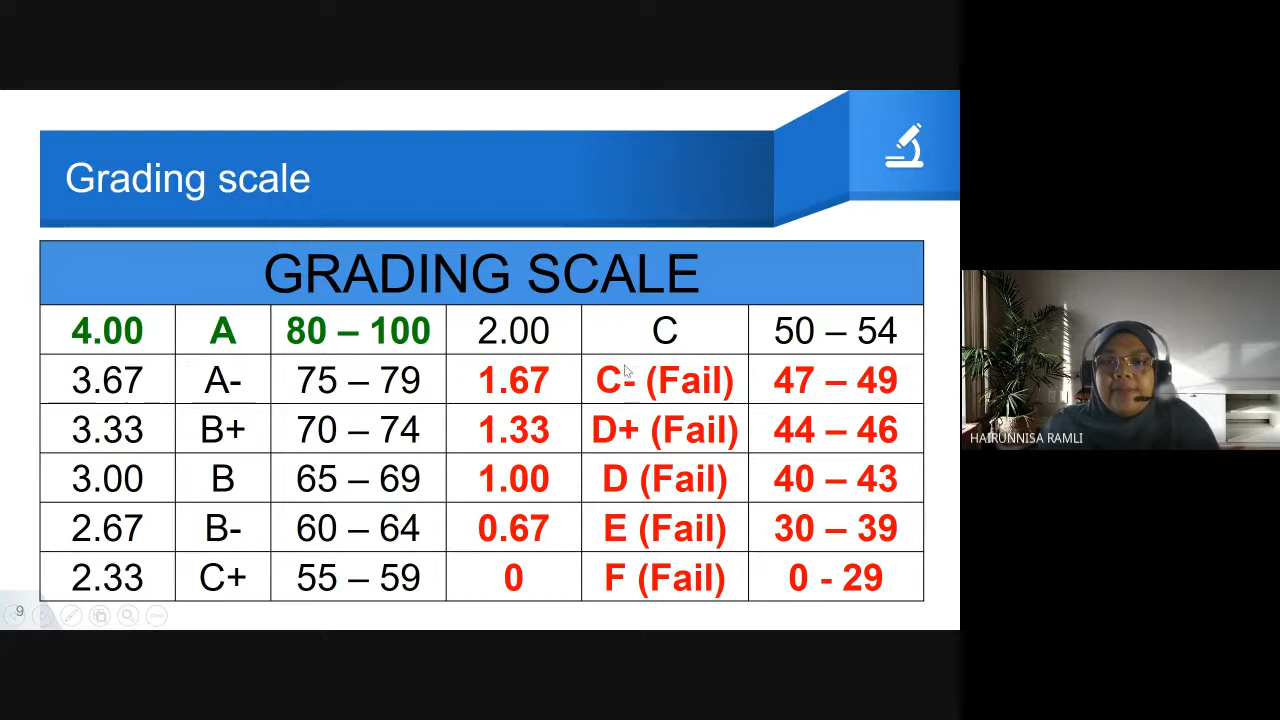 Grading scale
GRADING SCALE
4.00 A 80 – 100 2.00 C 50 – 54
3.67 A- 75 – 79 1.67 C- (Fail) 47 – 49
3.33 B+ 70 – 74 1.33 D+ (Fail) 44 – 46
3.00 B 65 – 69 1.00 D (Fail) 40 – 43
2.67 B- 60 – 64 0.67 E (Fail) 30 – 39
2.33 C+ 55 – 59 0 F (Fail) 0 - 29
9
HAIRUNNISA RAMLI